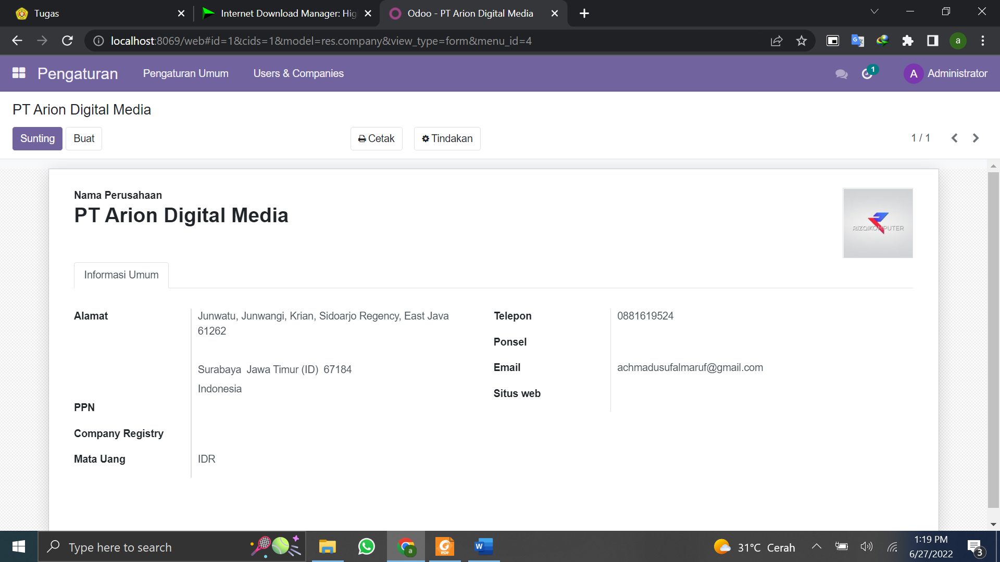 Tugas
Internet Download Manager: Hig
Odoo - PT Arion Digital Media
localhost:8069/web#id=1&cids=1&model=res.company&view_type=form&menu_id=4
a
Pengaturan
Pengaturan Umum
Users & Companies
1
A
Administrator
PT Arion Digital Media
Sunting
Buat
Cetak
Tindakan
1 / 1
Nama Perusahaan
PT Arion Digital Media
RIZQIKOMPUTER
Informasi Umum
Alamat
Junwatu, Junwangi, Krian, Sidoarjo Regency, East Java
61262
Surabaya Jawa Timur (ID) 67184
Indonesia
PPN
Company Registry
Mata Uang
IDR
Telepon
0881619524
Ponsel
Email
achmadusufalmaruf@gmail.com
Situs web
Type here to search
a
PDF
W
31°C Cerah
1:19 PM
6/27/2022
3